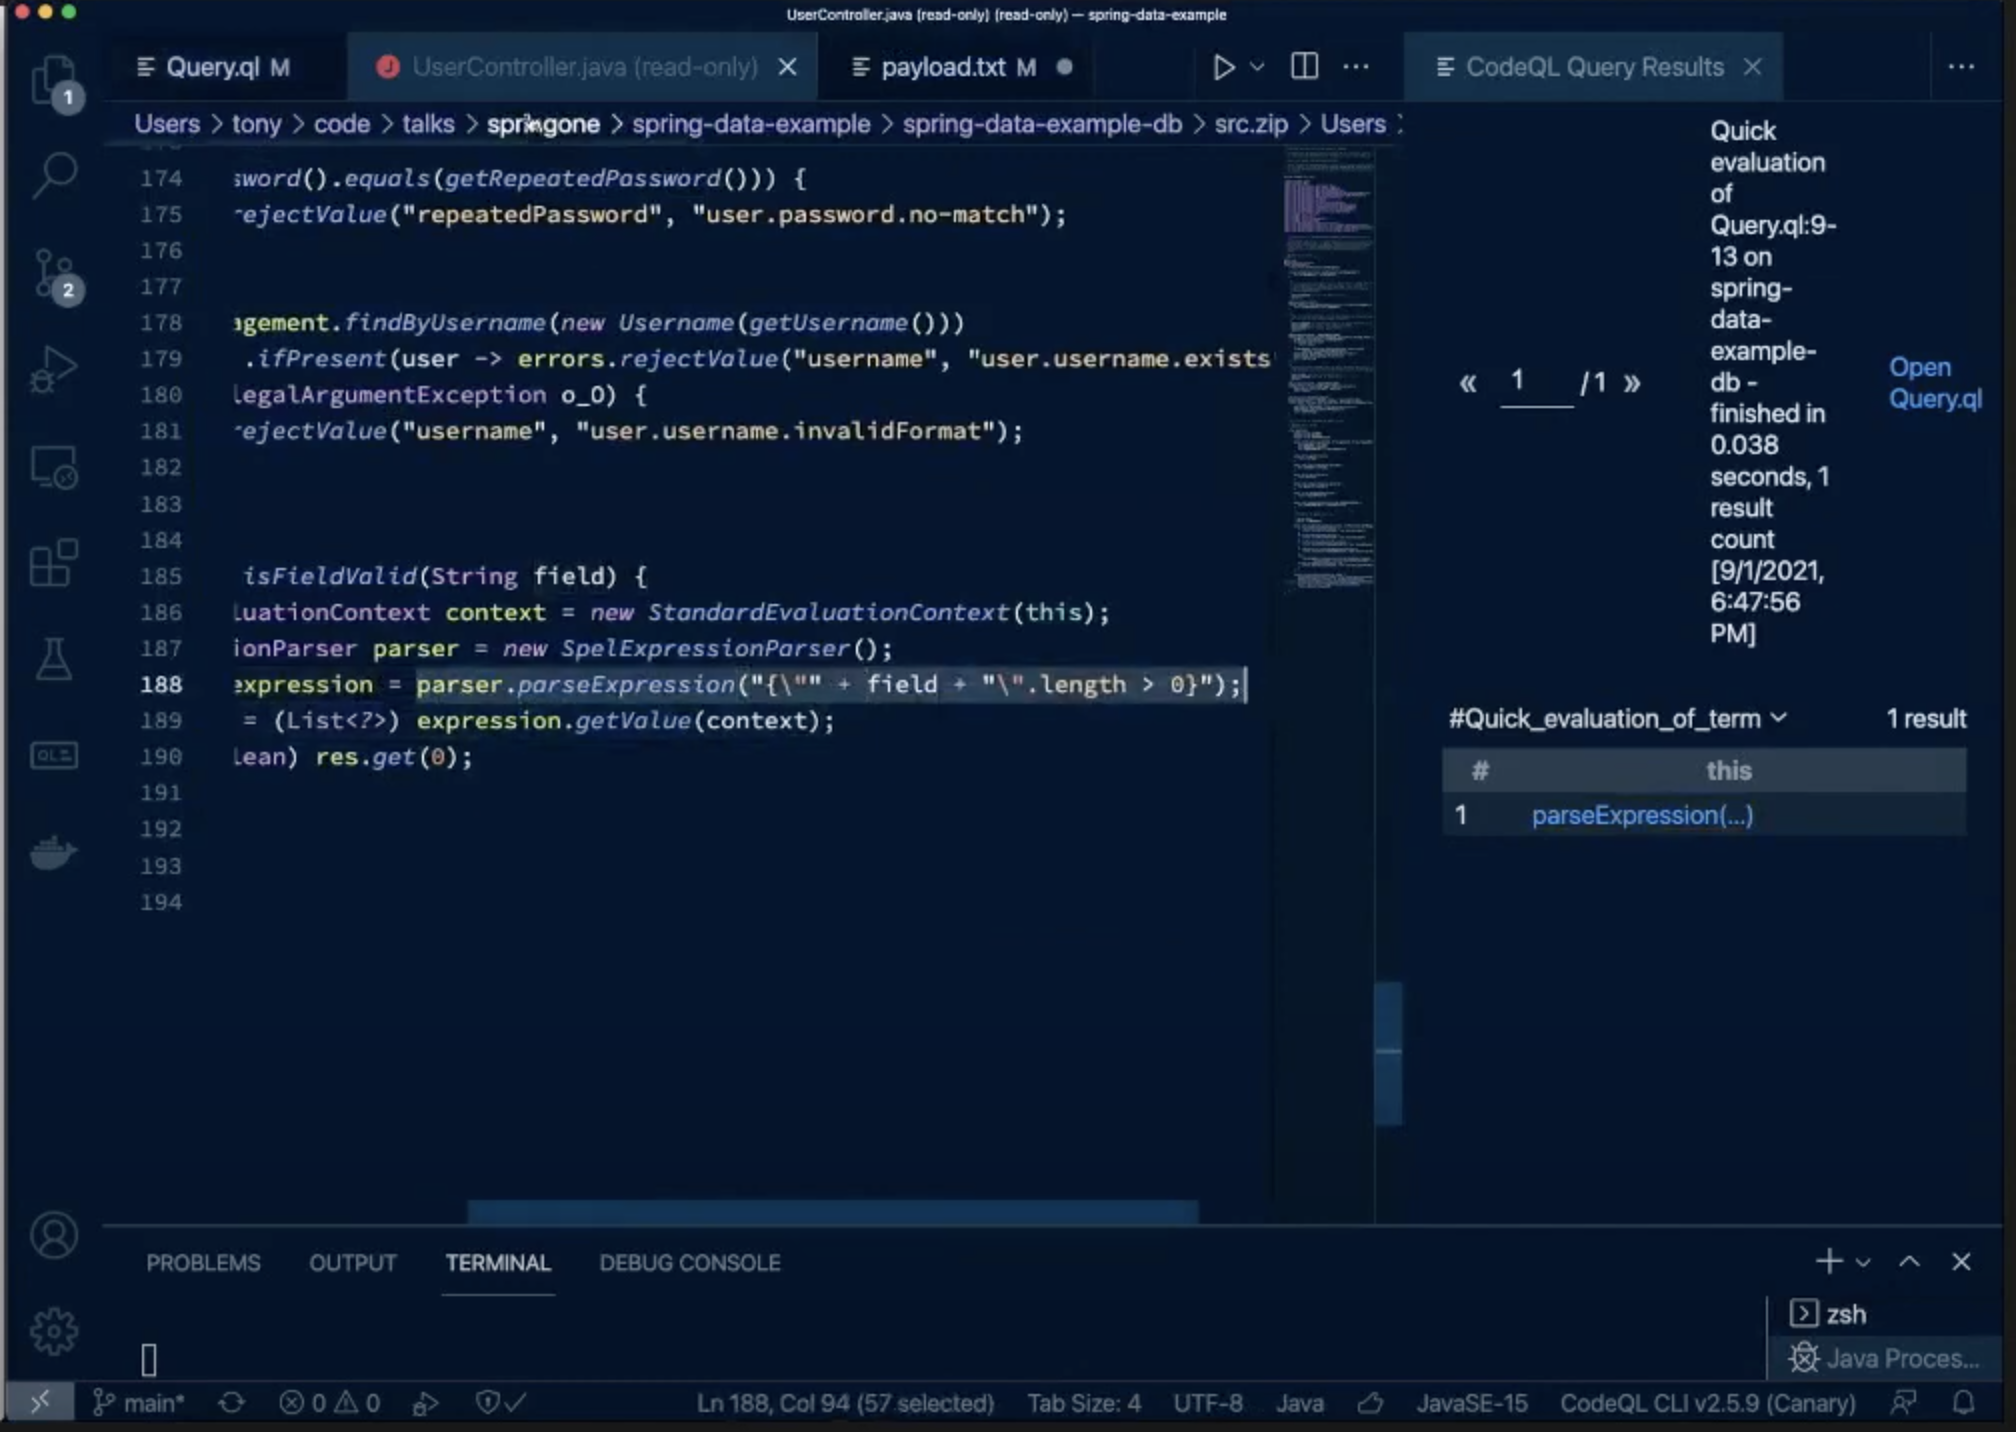 UserController.java (read-only) (read-only) — spring-data-example
Query.ql M
UserController.java (read-only)
payload.txt M
CodeQL Query Results
Users > tony > code > talks > springone > spring-data-example > spring-data-example-db > src.zip > Users
174 sword().equals(getRepeatedPassword())) {
175 rejectValue("repeatedPassword", "user.password.no-match");
176
177
178 agement.findByUsername(new Username(getUsername()))
179 .ifPresent(user -> errors.rejectValue("username", "user.username.exists
180 legalArgumentException o_O) {
181 rejectValue("username", "user.username.invalidFormat");
182
183
184
185 isFieldValid(String field) {
186 luationContext context = new StandardEvaluationContext(this);
187 ionParser parser = new SpelExpressionParser();
188 expression = parser.parseExpression("{\"" + field + "\".length > 0}");
189 = (List<?>) expression.getValue(context);
190 lean) res.get(0);
191
192
193
194
« 1 / 1 »
Quick
evaluation
of
Query.ql:9-
13 on
spring-
data-
example-
db -
finished in
0.038
seconds, 1
result
count
[9/1/2021,
6:47:56
PM]
Open
Query.ql
#Quick_evaluation_of_term
1 result
# this
1 parseExpression(...)
1
2
QL
PROBLEMS OUTPUT TERMINAL DEBUG CONSOLE
zsh
Java Proces...
main* 0 0 Ln 188, Col 94 (57 selected) Tab Size: 4 UTF-8 Java JavaSE-15 CodeQL CLI v2.5.9 (Canary)